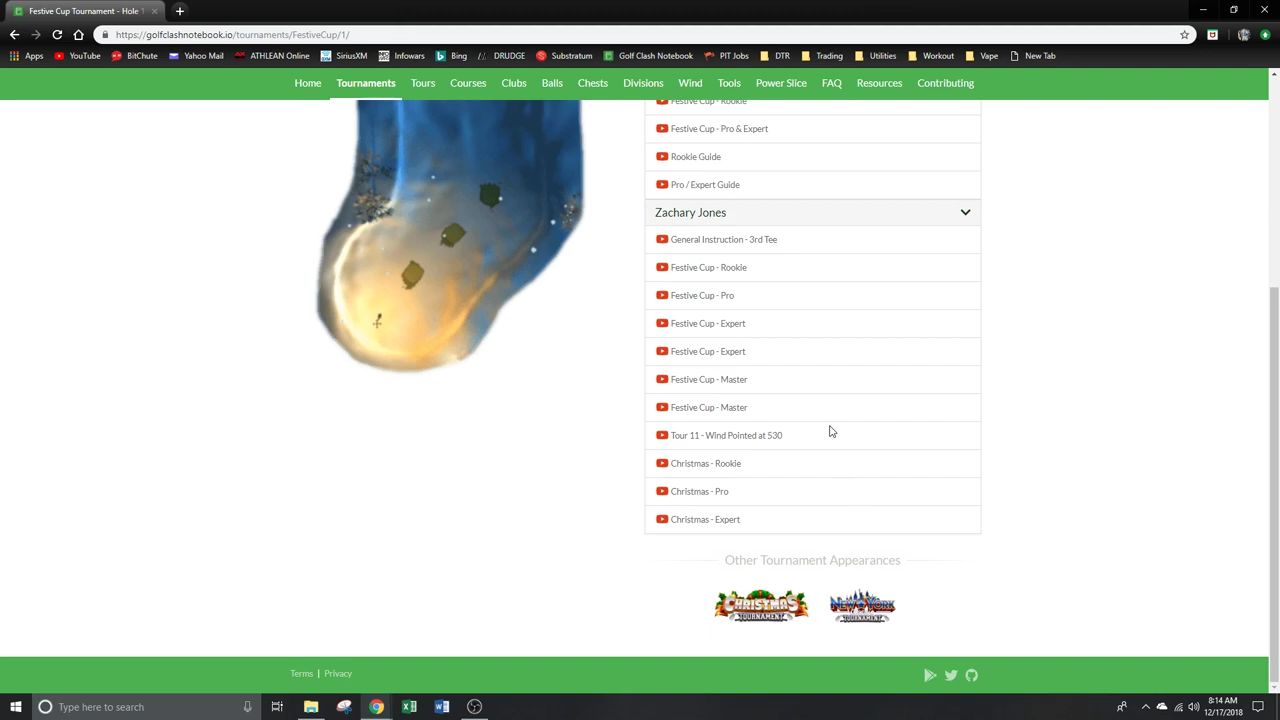 Festive Cup Tournament - Hole 1
https://golfclashnotebook.io/tournaments/FestiveCup/1/
Apps YouTube BitChute Yahoo Mail ATHLEAN Online SiriusXM Infowars Bing DRUDGE Substratum Golf Clash Notebook PIT Jobs DTR Trading Utilities Workout Vape New Tab
Home Tournaments Tours Courses Clubs Balls Chests Divisions Wind Tools Power Slice FAQ Resources Contributing
Festive Cup - Rookie
Festive Cup - Pro & Expert
Rookie Guide
Pro / Expert Guide
Zachary Jones
General Instruction - 3rd Tee
Festive Cup - Rookie
Festive Cup - Pro
Festive Cup - Expert
Festive Cup - Expert
Festive Cup - Master
Festive Cup - Master
Tour 11 - Wind Pointed at 530
Christmas - Rookie
Christmas - Pro
Christmas - Expert
Other Tournament Appearances
CHRISTMAS TOURNAMENT
NEW YORK TOURNAMENT
Terms | Privacy
Type here to search
8:14 AM
12/17/2018